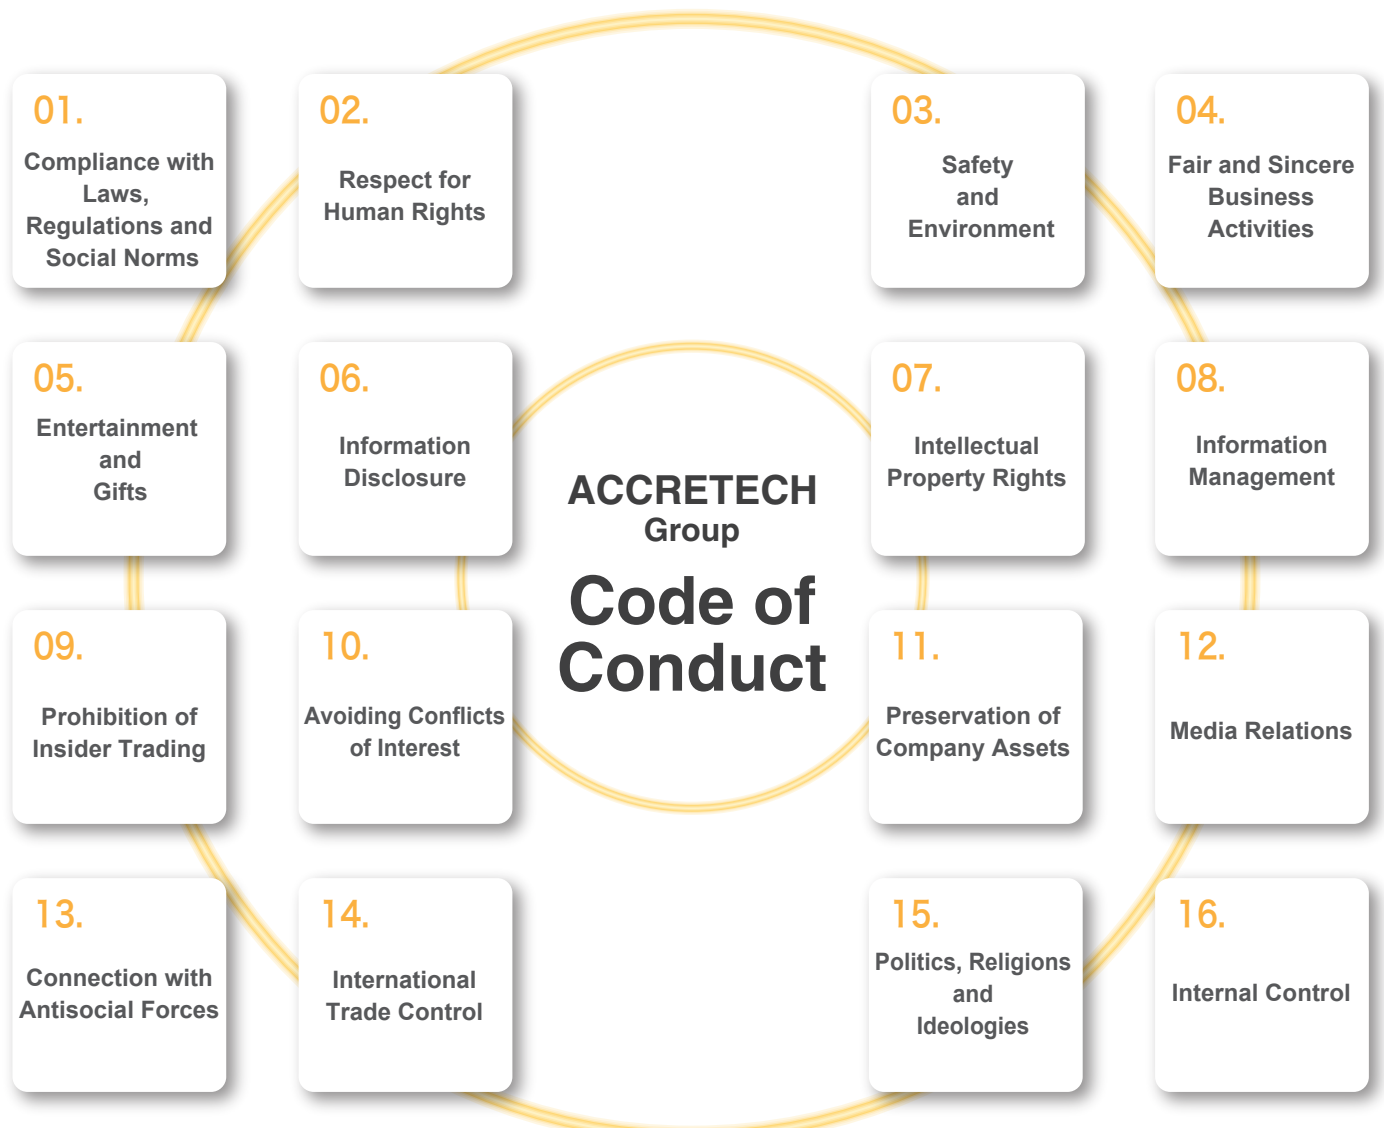 01.
Compliance with
Laws,
Regulations and
Social Norms
02.
Respect for
Human Rights
03.
Safety
and
Environment
04.
Fair and Sincere
Business
Activities
05.
Entertainment
and
Gifts
06.
Information
Disclosure
ACCRETECH
Group
Code of
Conduct
07.
Intellectual
Property Rights
08.
Information
Management
09.
Prohibition of
Insider Trading
10.
Avoiding Conflicts
of Interest
11.
Preservation of
Company Assets
12.
Media Relations
13.
Connection with
Antisocial Forces
14.
International
Trade Control
15.
Politics, Religions
and
Ideologies
16.
Internal Control